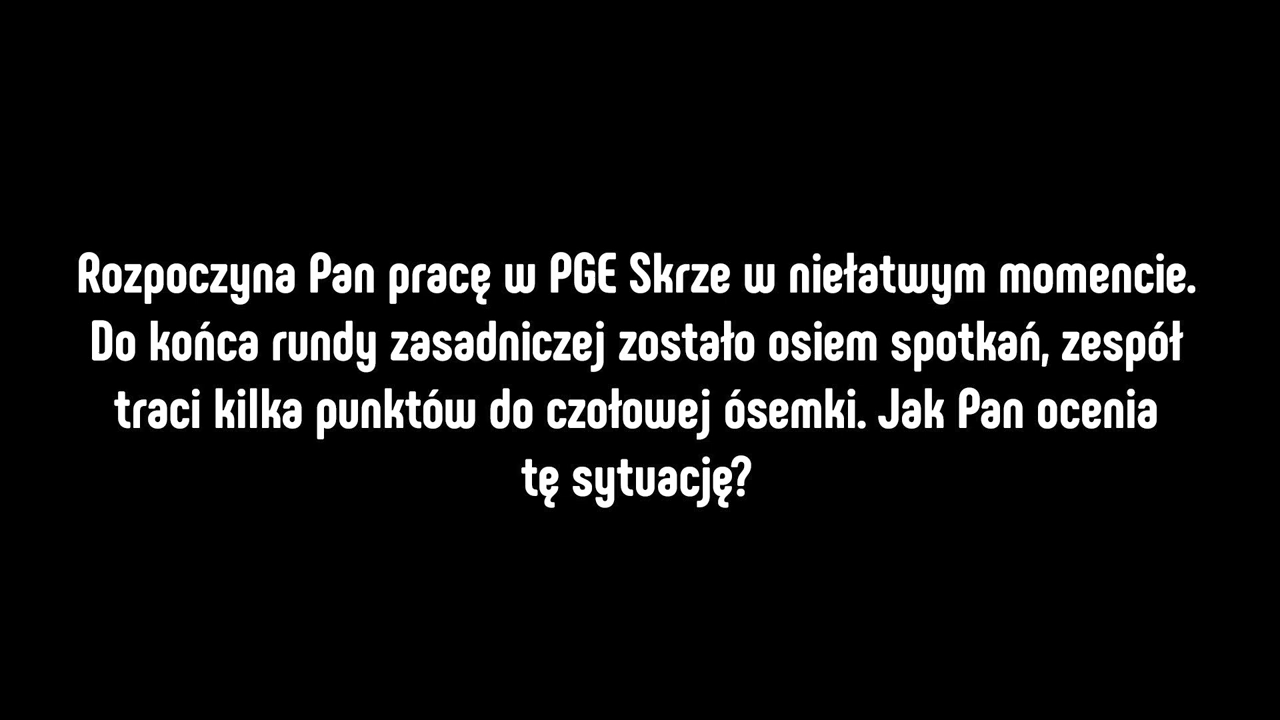 Rozpoczyna Pan pracę w PGE Skrze w niełatwym momencie.
Do końca rundy zasadniczej zostało osiem spotkań, zespół
traci kilka punktów do czołowej ósemki. Jak Pan ocenia
tę sytuację?